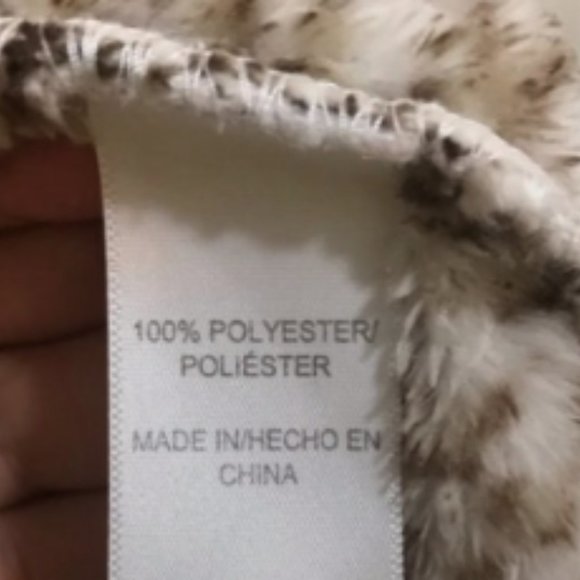 100% POLYESTER/
POLIÉSTER
MADE IN/HECHO EN
CHINA